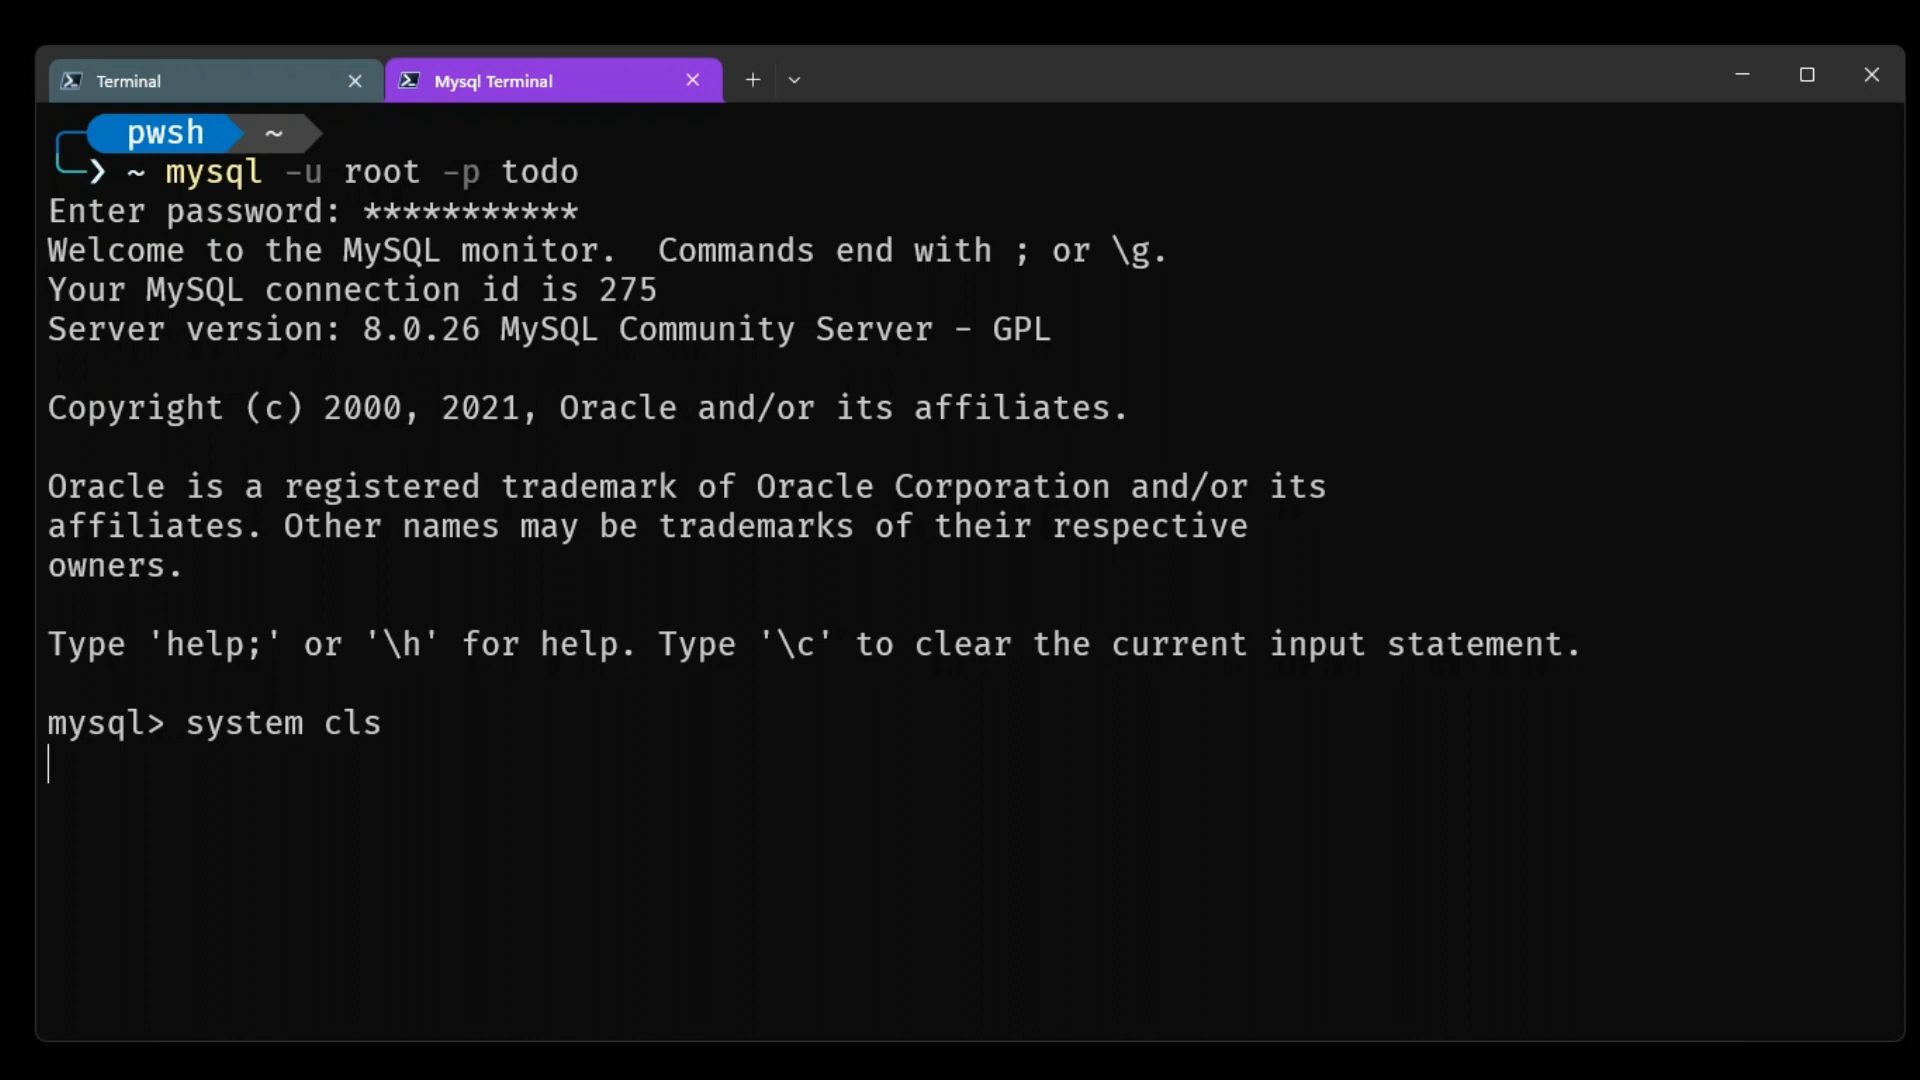 Terminal
Mysql Terminal
pwsh ~
❯ ~ mysql -u root -p todo
Enter password: ***********
Welcome to the MySQL monitor.  Commands end with ; or \g.
Your MySQL connection id is 275
Server version: 8.0.26 MySQL Community Server - GPL
Copyright (c) 2000, 2021, Oracle and/or its affiliates.
Oracle is a registered trademark of Oracle Corporation and/or its
affiliates. Other names may be trademarks of their respective
owners.
Type 'help;' or '\h' for help. Type '\c' to clear the current input statement.
mysql> system cls